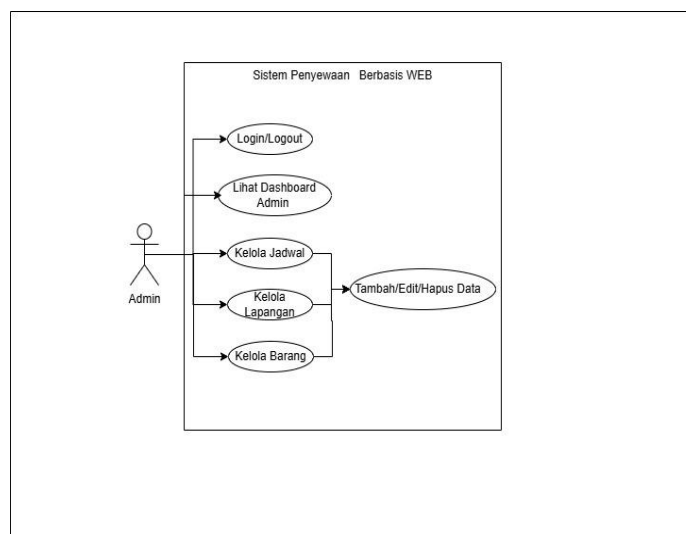 Sistem Penyewaan Berbasis WEB
Login/Logout
Lihat Dashboard
Admin
Kelola Jadwal
Admin
Kelola
Lapangan
Tambah/Edit/Hapus Data
Kelola Barang